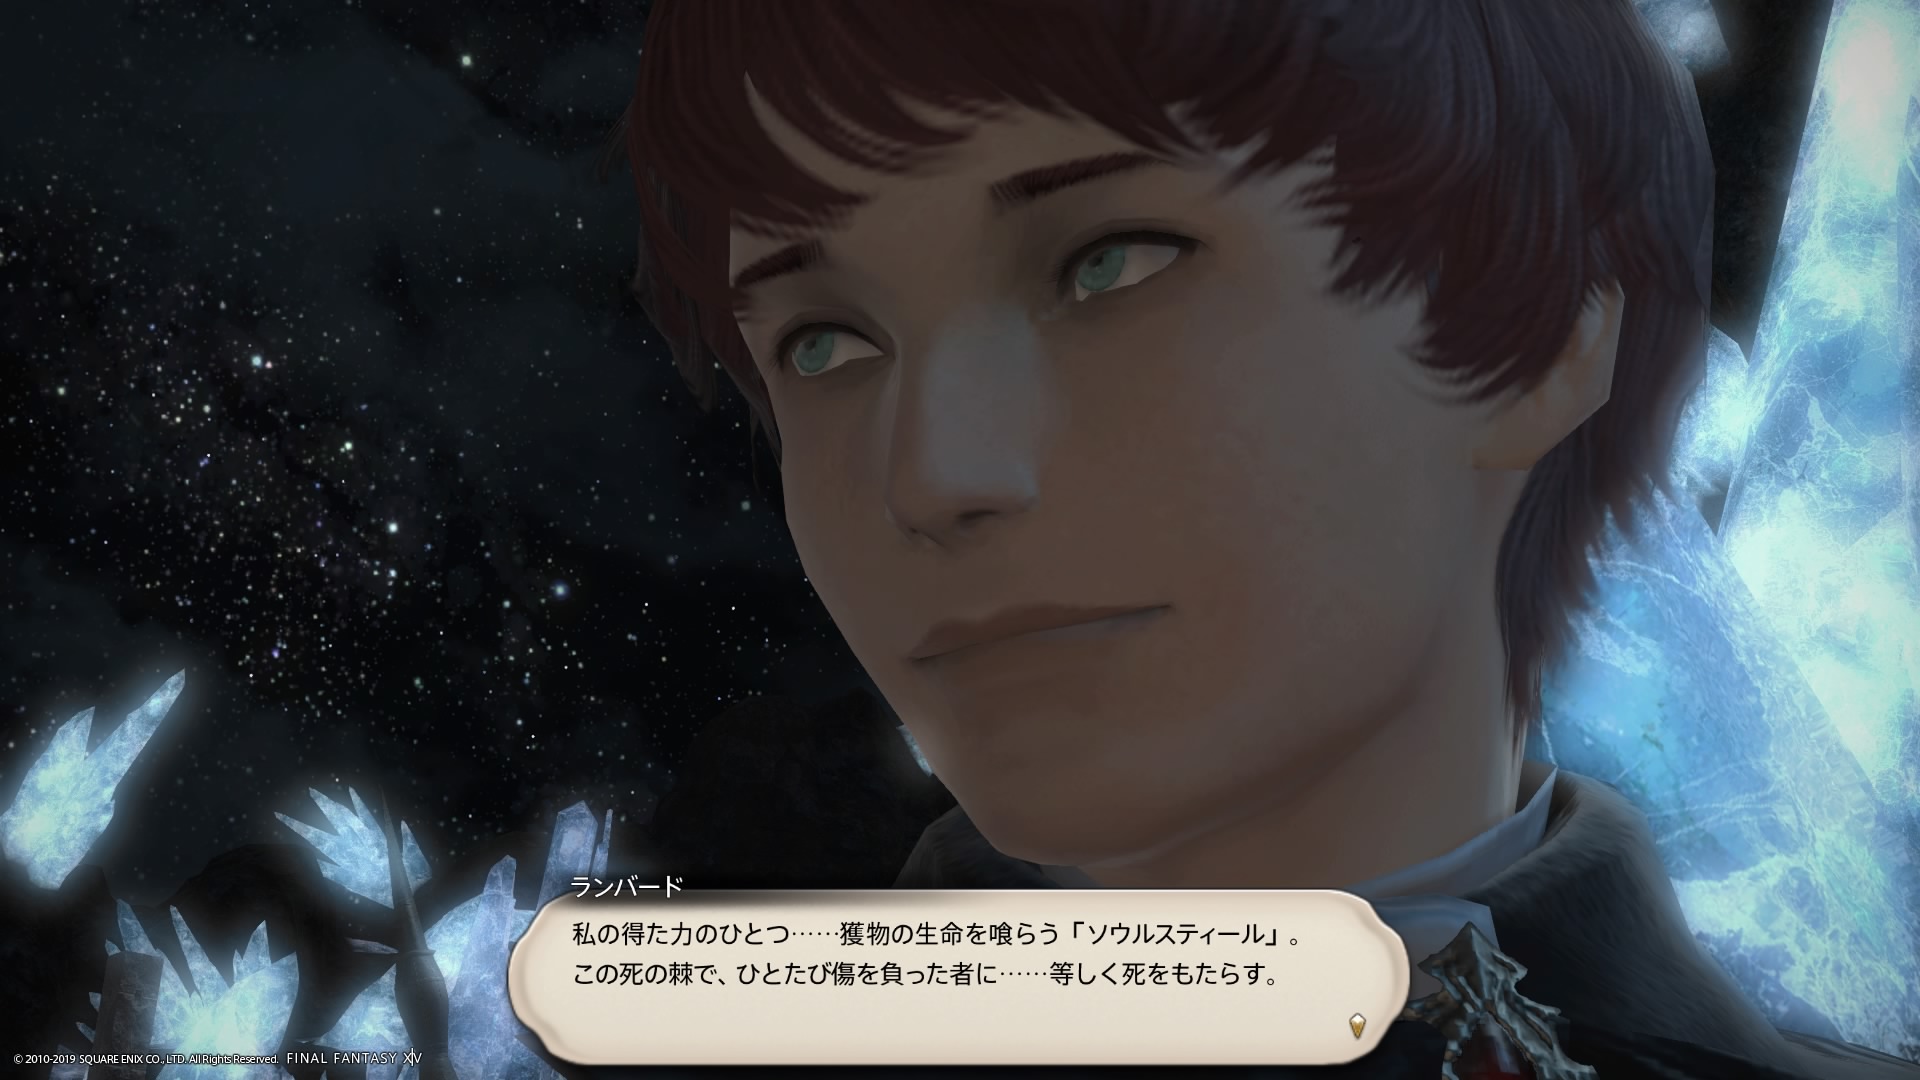 ランバード
私の得た力のひとつ……獲物の生命を喰らう「ソウルスティール」。
この死の棘で、ひとたび傷を負った者に……等しく死をもたらす。
© 2010-2019 SQUARE ENIX CO., LTD. All Rights Reserved. FINAL FANTASY XIV